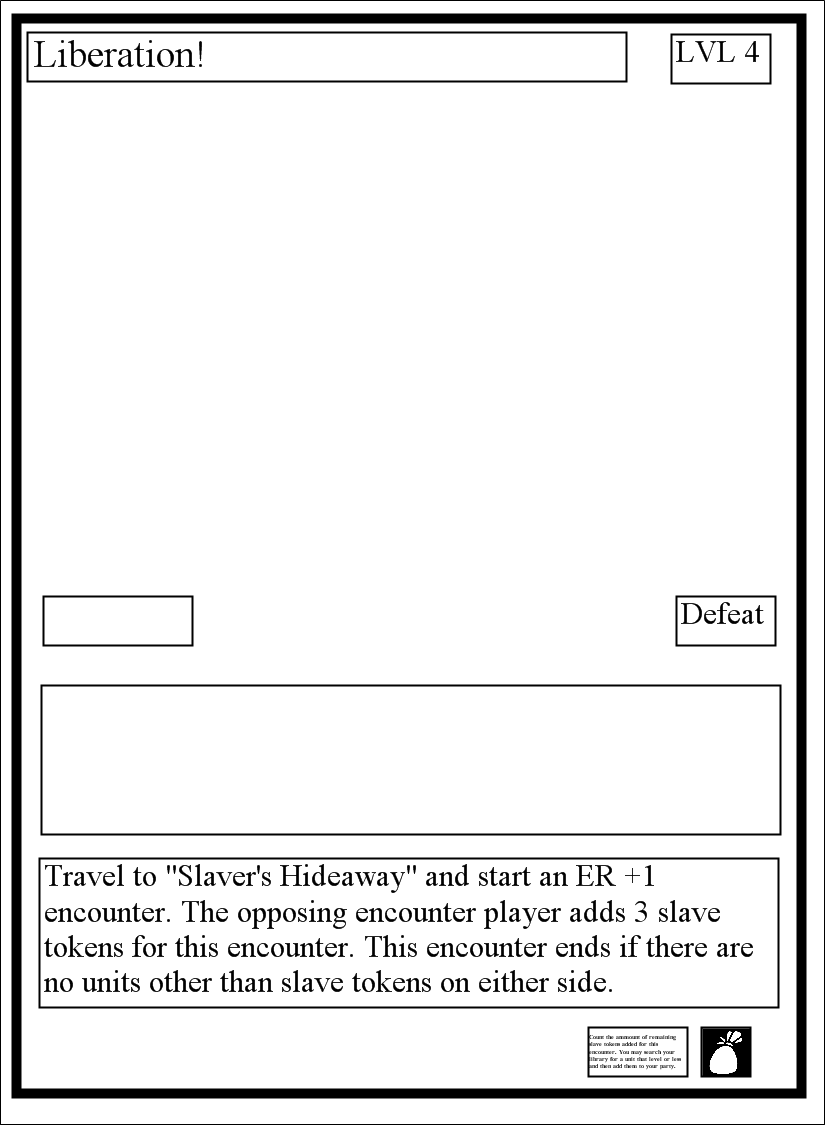 Liberation!
LVL 4
Defeat
Travel to "Slaver's Hideaway" and start an ER +1
encounter. The opposing encounter player adds 3 slave
tokens for this encounter. This encounter ends if there are
no units other than slave tokens on either side.
Count the ammount of remaining
slave tokens added for this
encounter. You may search your
library for a unit that level or less
and then add them to your party.